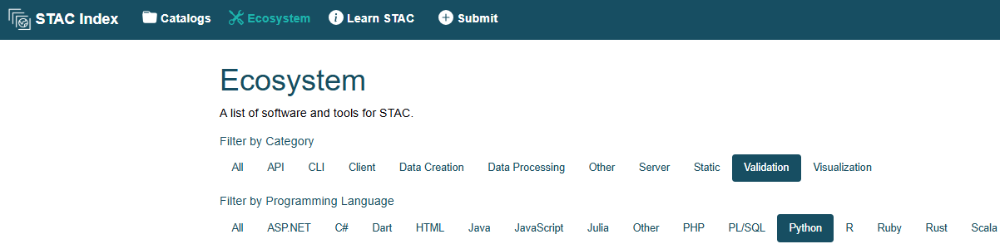 STAC Index Catalogs Ecosystem Learn STAC Submit
Ecosystem
A list of software and tools for STAC.
Filter by Category
All API CLI Client Data Creation Data Processing Other Server Static Validation Visualization
Filter by Programming Language
All ASP.NET C# Dart HTML Java JavaScript Julia Other PHP PL/SQL Python R Ruby Rust Scala